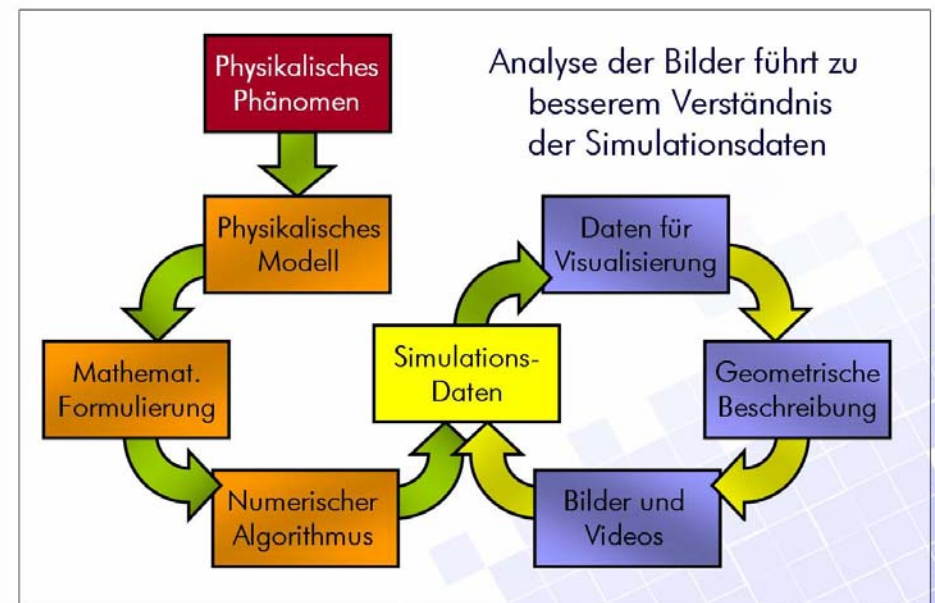 Physikalisches
Phänomen
Analyse der Bilder führt zu
besserem Verständnis
der Simulationsdaten
Physikalisches
Modell
Daten für
Visualisierung
Mathemat.
Formulierung
Simulations-
Daten
Geometrische
Beschreibung
Numerischer
Algorithmus
Bilder und
Videos